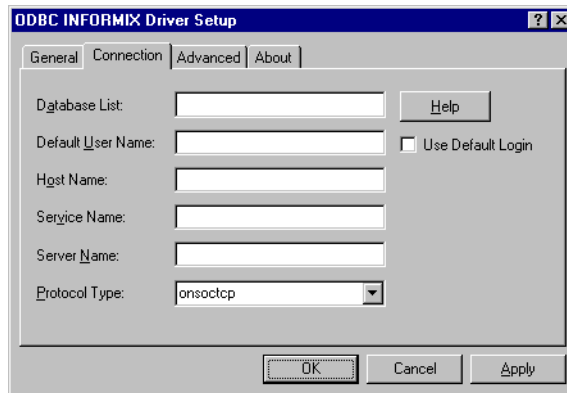 ODBC INFORMIX Driver Setup
General Connection Advanced About
Database List: Help
Default User Name: Use Default Login
Host Name:
Service Name:
Server Name:
Protocol Type: onsoctcp
OK Cancel Apply